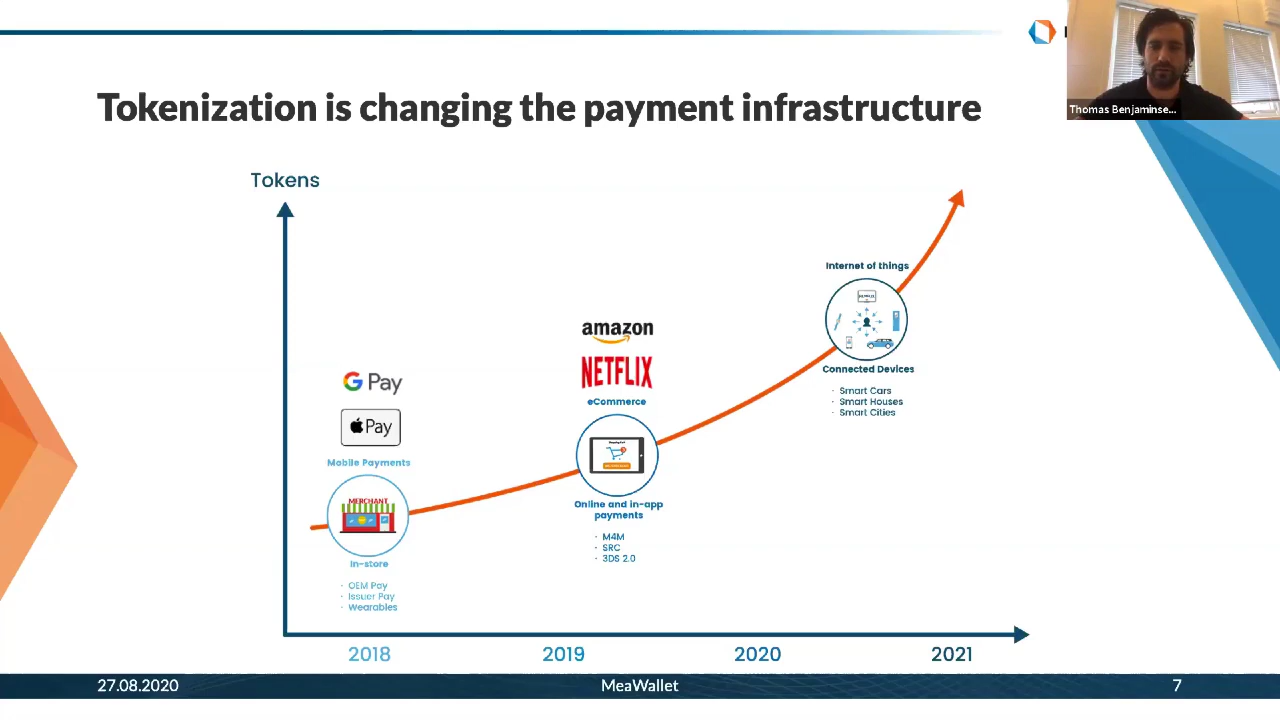 Tokenization is changing the payment infrastructure
Thomas Benjaminse...
Tokens
Internet of things
Connected Devices
· Smart Cars
· Smart Houses
· Smart Cities
amazon
NETFLIX
eCommerce
Online and in-app
payments
· M4M
· SRC
· 3DS 2.0
G Pay
Pay
Mobile Payments
MERCHANT
In-store
· OEM Pay
· Issuer Pay
· Wearables
2018
2019
2020
2021
27.08.2020
MeaWallet
7